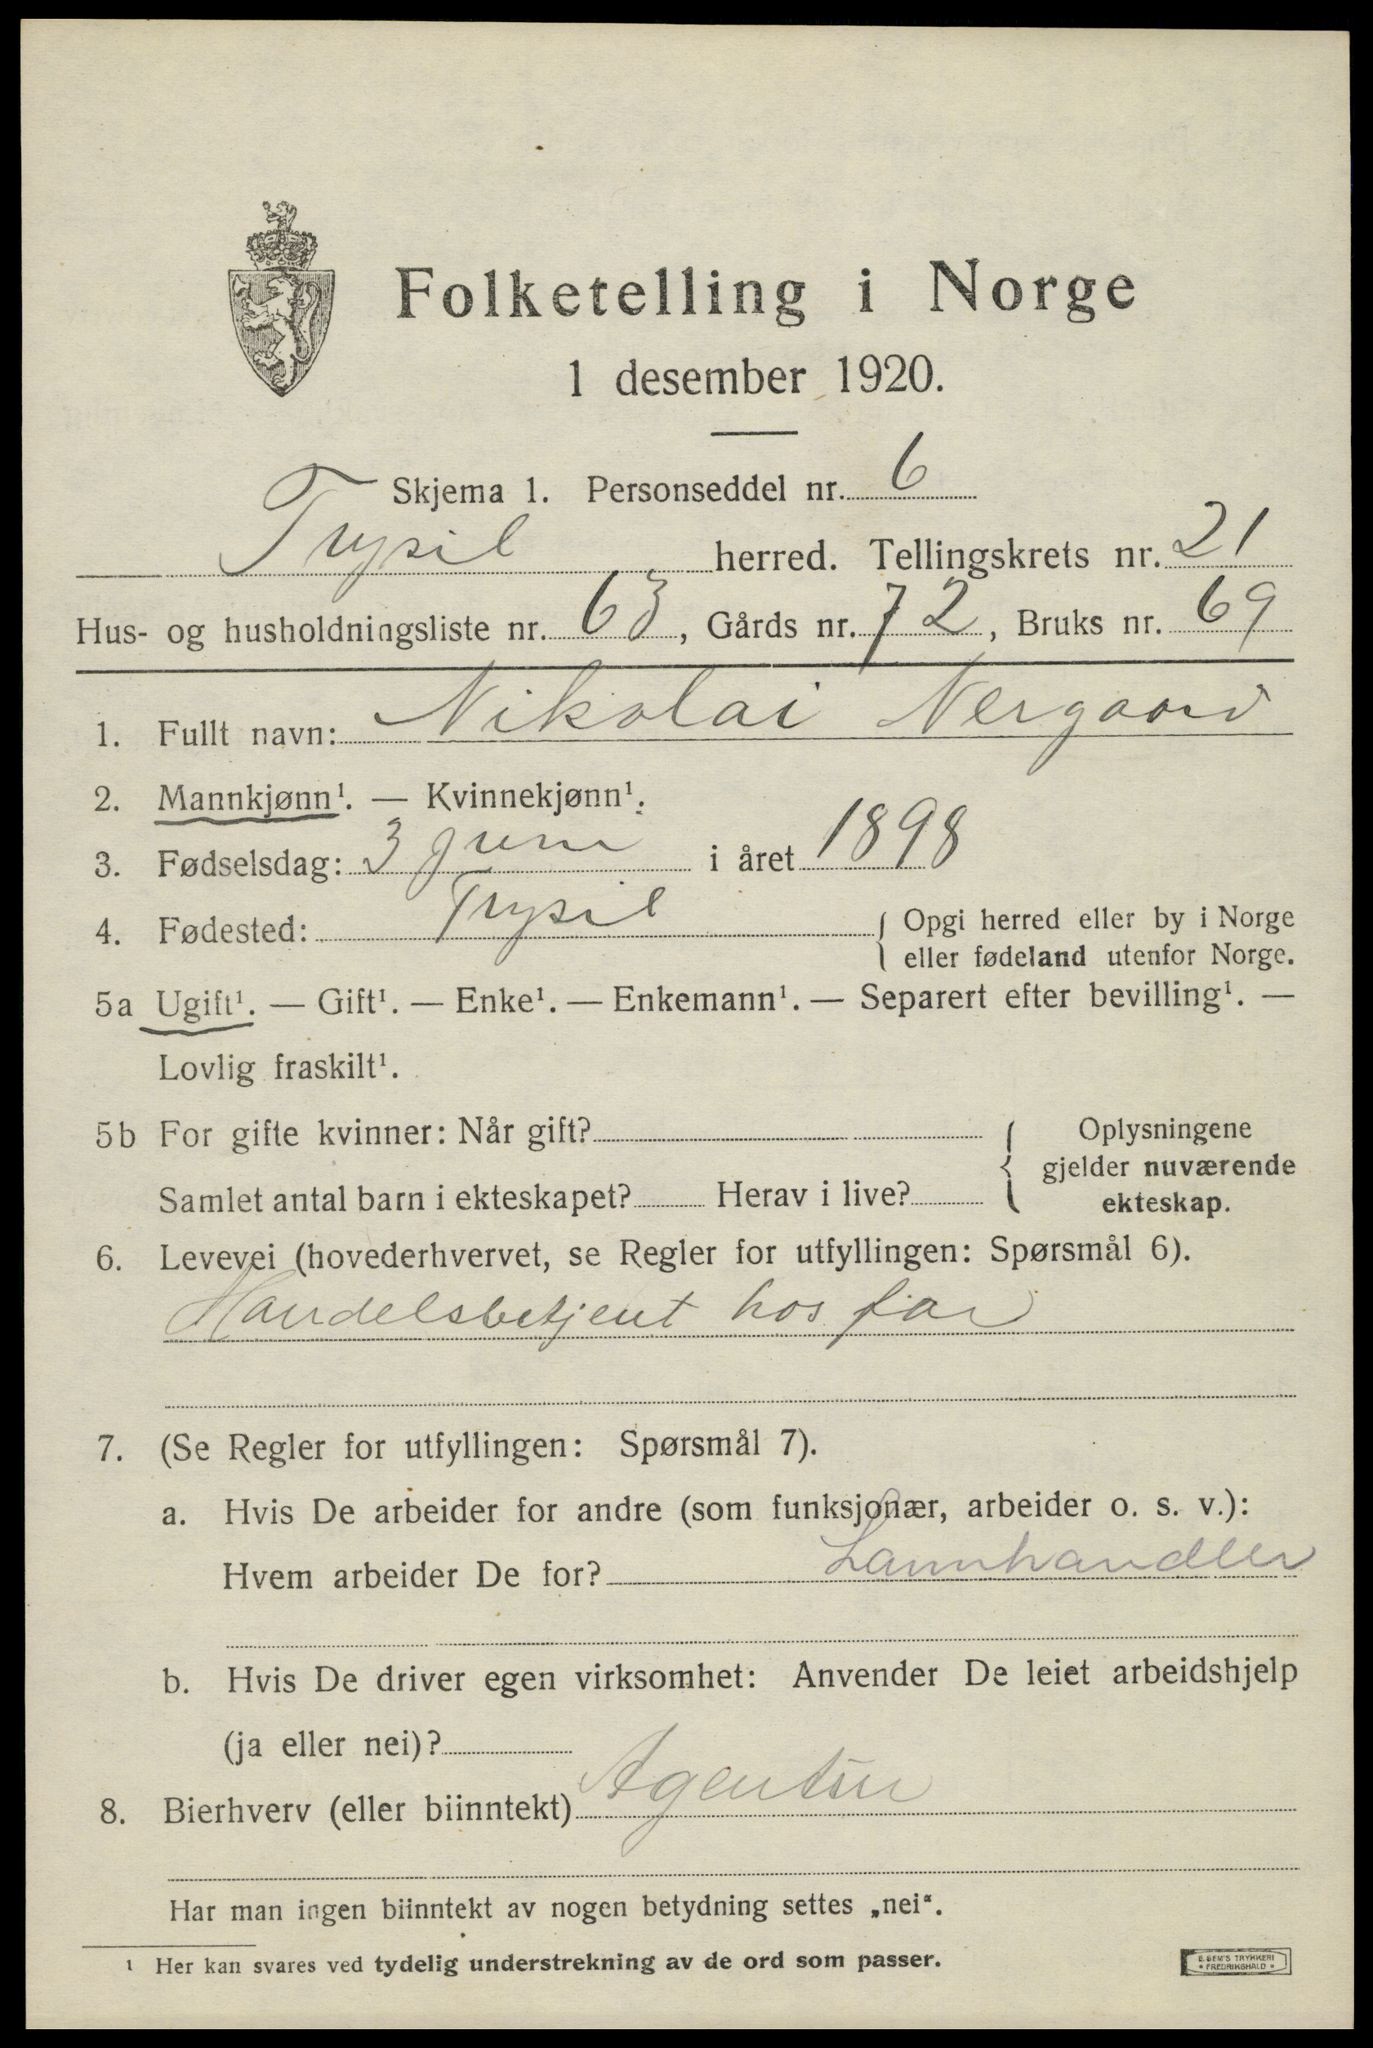 Folketelling i Norge
1 desember 1920.
Skjema 1. Personseddel nr. 6
Trysil herred. Tellingskrets nr. 21
Hus- og husholdningsliste nr. 63, Gårds nr. 72, Bruks nr. 69
1. Fullt navn: Nikolai Nergaard
2. Mannkjønn¹. — Kvinnekjønn¹.
3. Fødselsdag: 3 juni i året 1898
4. Fødested: Trysil { Opgi herred eller by i Norge
eller fødeland utenfor Norge.
5a Ugift¹. — Gift¹. — Enke¹. — Enkemann¹. — Separert efter bevilling¹. —
Lovlig fraskilt¹.
5b For gifte kvinner: Når gift? { Oplysningene
gjelder nuværende
Samlet antal barn i ekteskapet? Herav i live? ekteskap.
6. Levevei (hovederhvervet, se Regler for utfyllingen: Spørsmål 6).
Handelsbetjent hos far
7. (Se Regler for utfyllingen: Spørsmål 7).
a. Hvis De arbeider for andre (som funksjonær, arbeider o. s. v.):
Hvem arbeider De for? Lannhandler
b. Hvis De driver egen virksomhet: Anvender De leiet arbeidshjelp
(ja eller nei)?
8. Bierhverv (eller biinntekt) Agentur
Har man ingen biinntekt av nogen betydning settes „nei“.
¹ Her kan svares ved tydelig understrekning av de ord som passer.
E. SEM'S TRYKKERI
• FREDRIKSHALD •